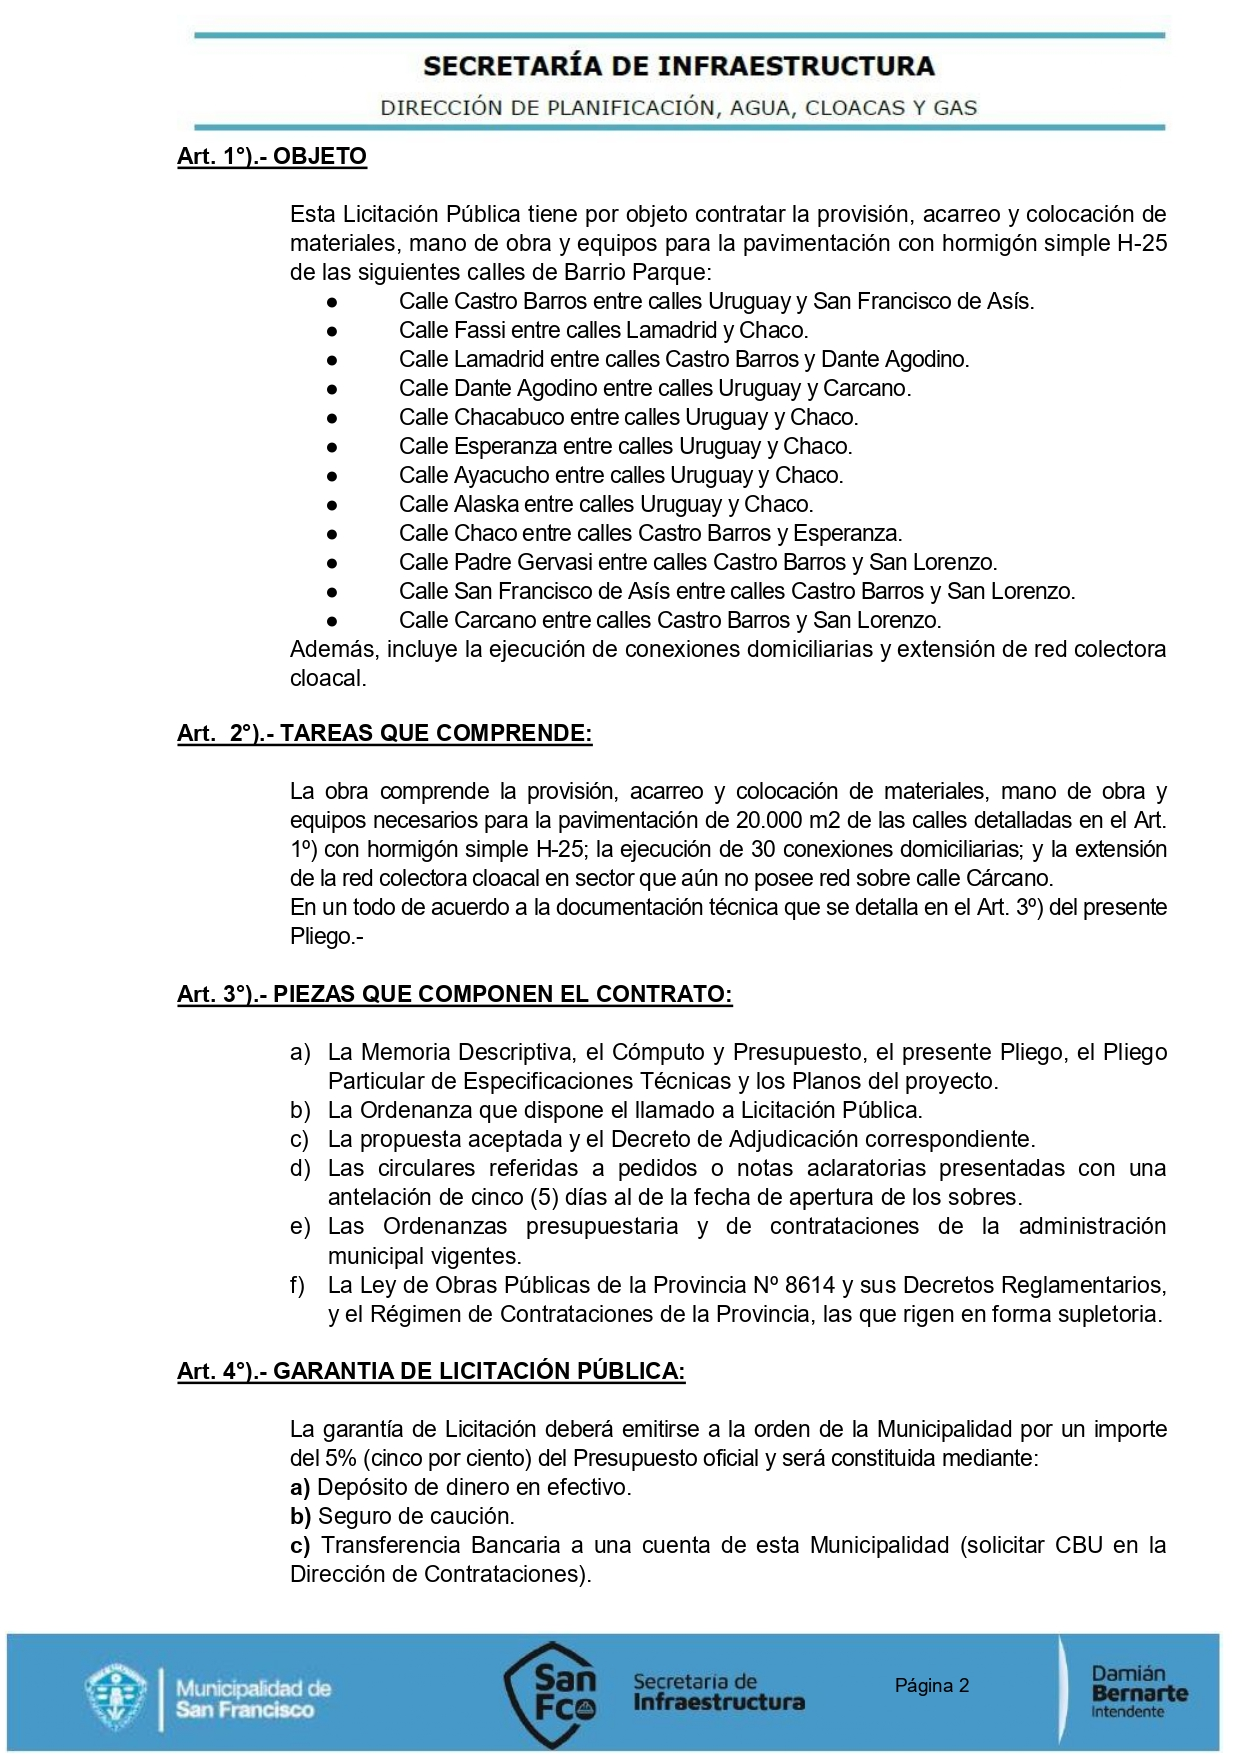 SECRETARÍA DE INFRAESTRUCTURA
DIRECCIÓN DE PLANIFICACIÓN, AGUA, CLOACAS Y GAS
Art. 1°).- OBJETO
Esta Licitación Pública tiene por objeto contratar la provisión, acarreo y colocación de
materiales, mano de obra y equipos para la pavimentación con hormigón simple H-25
de las siguientes calles de Barrio Parque:
● Calle Castro Barros entre calles Uruguay y San Francisco de Asís.
● Calle Fassi entre calles Lamadrid y Chaco.
● Calle Lamadrid entre calles Castro Barros y Dante Agodino.
● Calle Dante Agodino entre calles Uruguay y Carcano.
● Calle Chacabuco entre calles Uruguay y Chaco.
● Calle Esperanza entre calles Uruguay y Chaco.
● Calle Ayacucho entre calles Uruguay y Chaco.
● Calle Alaska entre calles Uruguay y Chaco.
● Calle Chaco entre calles Castro Barros y Esperanza.
● Calle Padre Gervasi entre calles Castro Barros y San Lorenzo.
● Calle San Francisco de Asís entre calles Castro Barros y San Lorenzo.
● Calle Carcano entre calles Castro Barros y San Lorenzo.
Además, incluye la ejecución de conexiones domiciliarias y extensión de red colectora
cloacal.
Art. 2°).- TAREAS QUE COMPRENDE:
La obra comprende la provisión, acarreo y colocación de materiales, mano de obra y
equipos necesarios para la pavimentación de 20.000 m2 de las calles detalladas en el Art.
1º) con hormigón simple H-25; la ejecución de 30 conexiones domiciliarias; y la extensión
de la red colectora cloacal en sector que aún no posee red sobre calle Cárcano.
En un todo de acuerdo a la documentación técnica que se detalla en el Art. 3º) del presente
Pliego.-
Art. 3°).- PIEZAS QUE COMPONEN EL CONTRATO:
a) La Memoria Descriptiva, el Cómputo y Presupuesto, el presente Pliego, el Pliego
Particular de Especificaciones Técnicas y los Planos del proyecto.
b) La Ordenanza que dispone el llamado a Licitación Pública.
c) La propuesta aceptada y el Decreto de Adjudicación correspondiente.
d) Las circulares referidas a pedidos o notas aclaratorias presentadas con una
antelación de cinco (5) días al de la fecha de apertura de los sobres.
e) Las Ordenanzas presupuestaria y de contrataciones de la administración
municipal vigentes.
f) La Ley de Obras Públicas de la Provincia Nº 8614 y sus Decretos Reglamentarios,
y el Régimen de Contrataciones de la Provincia, las que rigen en forma supletoria.
Art. 4°).- GARANTIA DE LICITACIÓN PÚBLICA:
La garantía de Licitación deberá emitirse a la orden de la Municipalidad por un importe
del 5% (cinco por ciento) del Presupuesto oficial y será constituida mediante:
a) Depósito de dinero en efectivo.
b) Seguro de caución.
c) Transferencia Bancaria a una cuenta de esta Municipalidad (solicitar CBU en la
Dirección de Contrataciones).
Municipalidad de
San Francisco
San
Fco
Secretaría de
Infraestructura
Página 2
Damián
Bernarte
Intendente